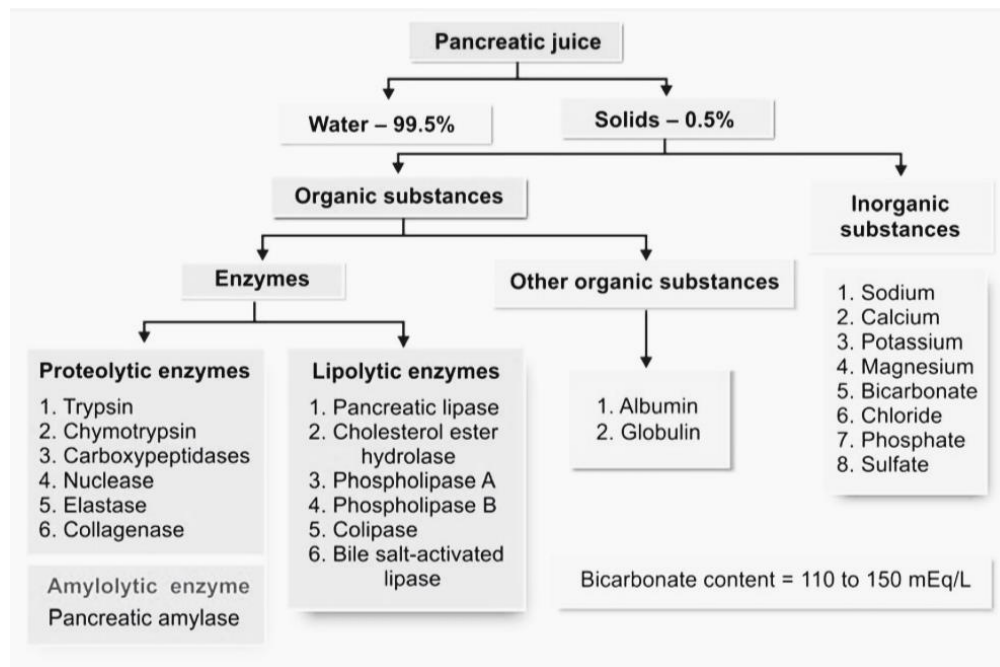 Pancreatic juice
Water – 99.5%
Solids – 0.5%
Organic substances
Inorganic
substances
Enzymes
Other organic substances
Proteolytic enzymes
1. Trypsin
2. Chymotrypsin
3. Carboxypeptidases
4. Nuclease
5. Elastase
6. Collagenase
Amylolytic enzyme
Pancreatic amylase
Lipolytic enzymes
1. Pancreatic lipase
2. Cholesterol ester
hydrolase
3. Phospholipase A
4. Phospholipase B
5. Colipase
6. Bile salt-activated
lipase
1. Albumin
2. Globulin
1. Sodium
2. Calcium
3. Potassium
4. Magnesium
5. Bicarbonate
6. Chloride
7. Phosphate
8. Sulfate
Bicarbonate content = 110 to 150 mEq/L